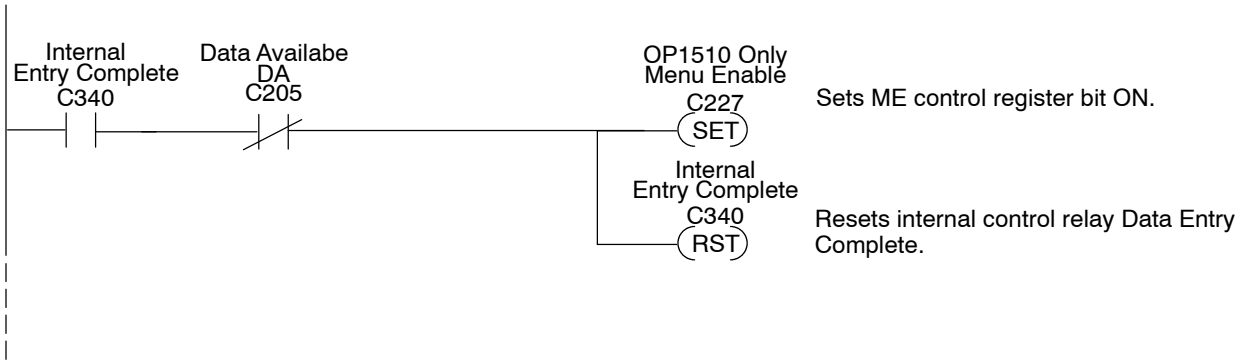 Internal
Entry Complete
C340
Data Availabe
DA
C205
OP1510 Only
Menu Enable
C227
SET
Sets ME control register bit ON.
Internal
Entry Complete
C340
RST
Resets internal control relay Data Entry
Complete.